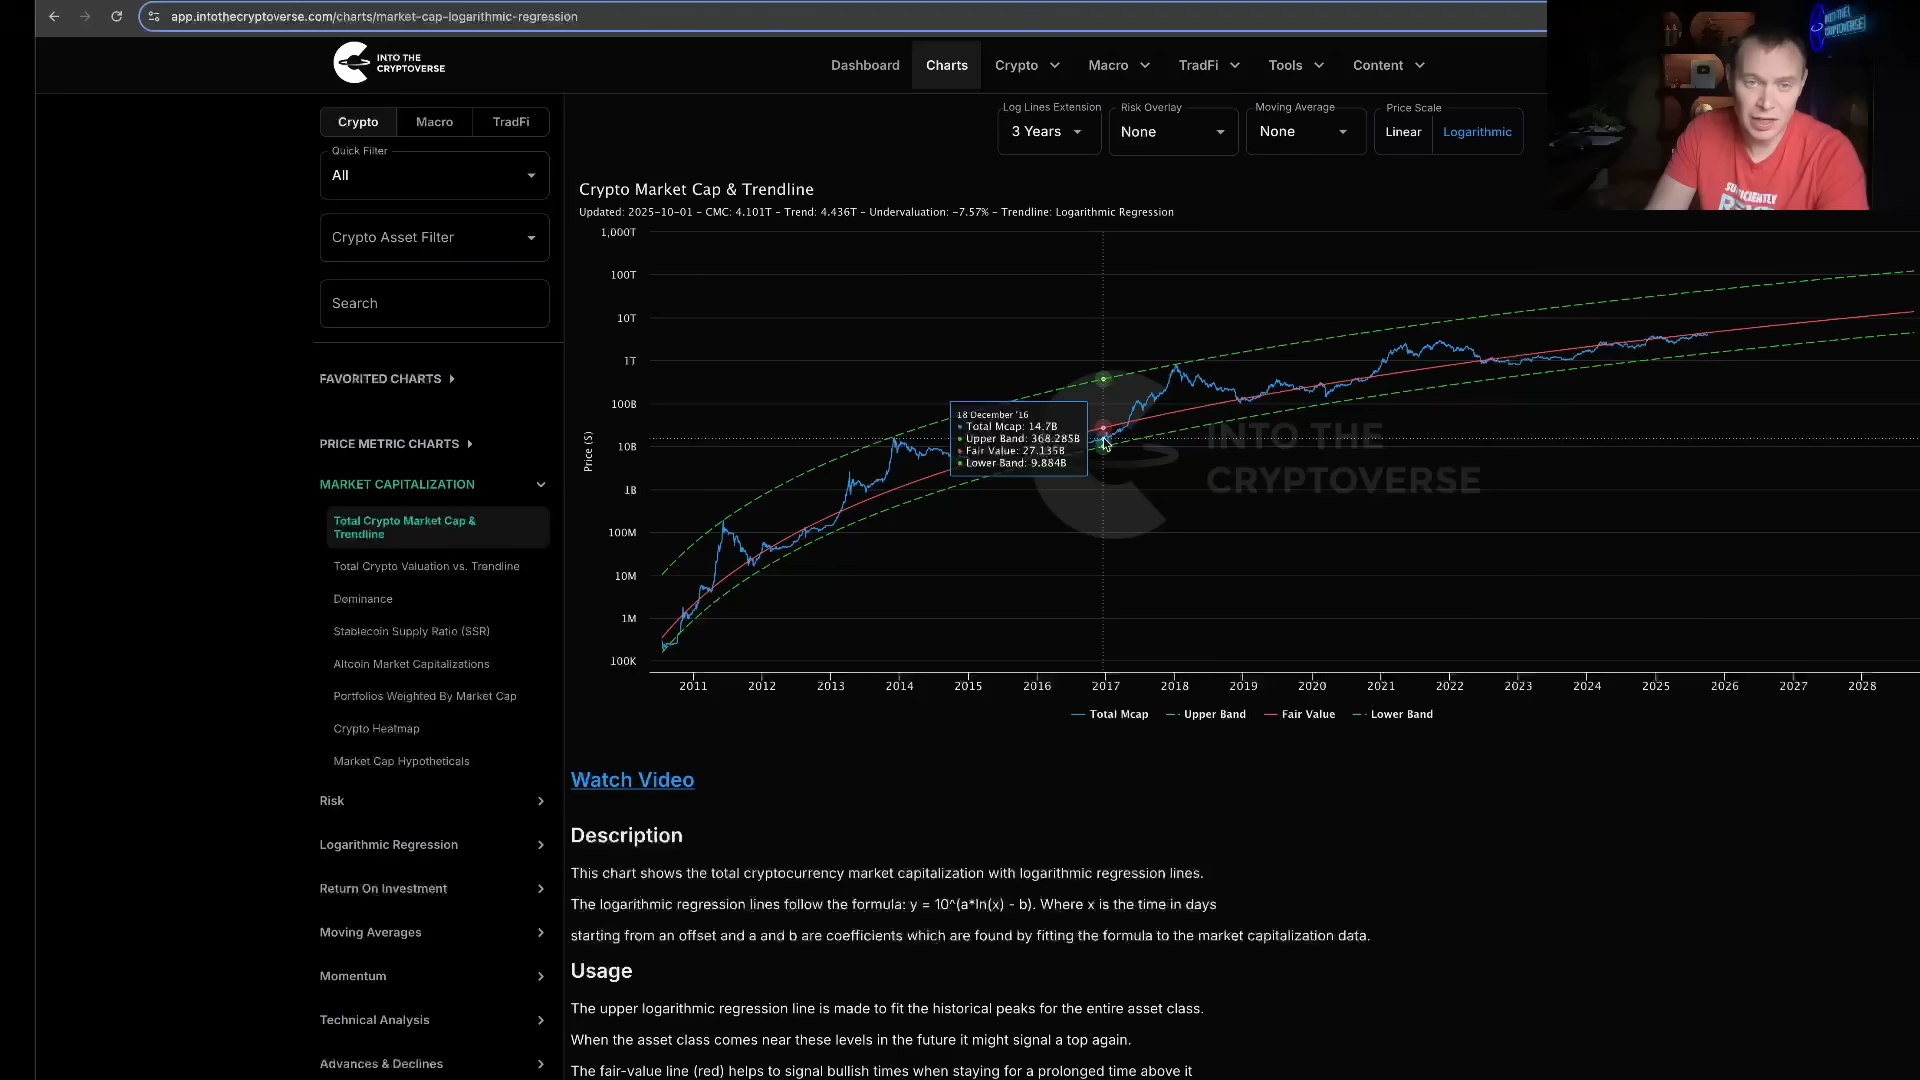 app.intothecryptoverse.com/charts/market-cap-logarithmic-regression
INTO THE
CRYPTOVERSE
Dashboard
Charts
Crypto
Macro
TradFi
Tools
Content
INTO THE
CRYPTOVERSE
Crypto
Macro
TradFi
Quick Filter
All
Crypto Asset Filter
Search
FAVORITED CHARTS
PRICE METRIC CHARTS
MARKET CAPITALIZATION
Total Crypto Market Cap &
Trendline
Total Crypto Valuation vs. Trendline
Dominance
Stablecoin Supply Ratio (SSR)
Altcoin Market Capitalizations
Portfolios Weighted By Market Cap
Crypto Heatmap
Market Cap Hypotheticals
Risk
Logarithmic Regression
Return On Investment
Moving Averages
Momentum
Technical Analysis
Advances & Declines
Log Lines Extension
3 Years
Risk Overlay
None
Moving Average
None
Price Scale
Linear
Logarithmic
Crypto Market Cap & Trendline
Updated: 2025-10-01 - CMC: 4.101T - Trend: 4.436T - Undervaluation: -7.57% - Trendline: Logarithmic Regression
1,000T
100T
10T
1T
100B
10B
1B
100M
10M
1M
100K
Price ($)
18 December '16
Total Mcap: 14.7B
Upper Band: 368.285B
Fair Value: 27.135B
Lower Band: 9.884B
INTO THE
CRYPTOVERSE
2011
2012
2013
2014
2015
2016
2017
2018
2019
2020
2021
2022
2023
2024
2025
2026
2027
2028
Total Mcap
Upper Band
Fair Value
Lower Band
Watch Video
Description
This chart shows the total cryptocurrency market capitalization with logarithmic regression lines.
The logarithmic regression lines follow the formula: y = 10^(a*ln(x) - b). Where x is the time in days
starting from an offset and a and b are coefficients which are found by fitting the formula to the market capitalization data.
Usage
The upper logarithmic regression line is made to fit the historical peaks for the entire asset class.
When the asset class comes near these levels in the future it might signal a top again.
The fair-value line (red) helps to signal bullish times when staying for a prolonged time above it